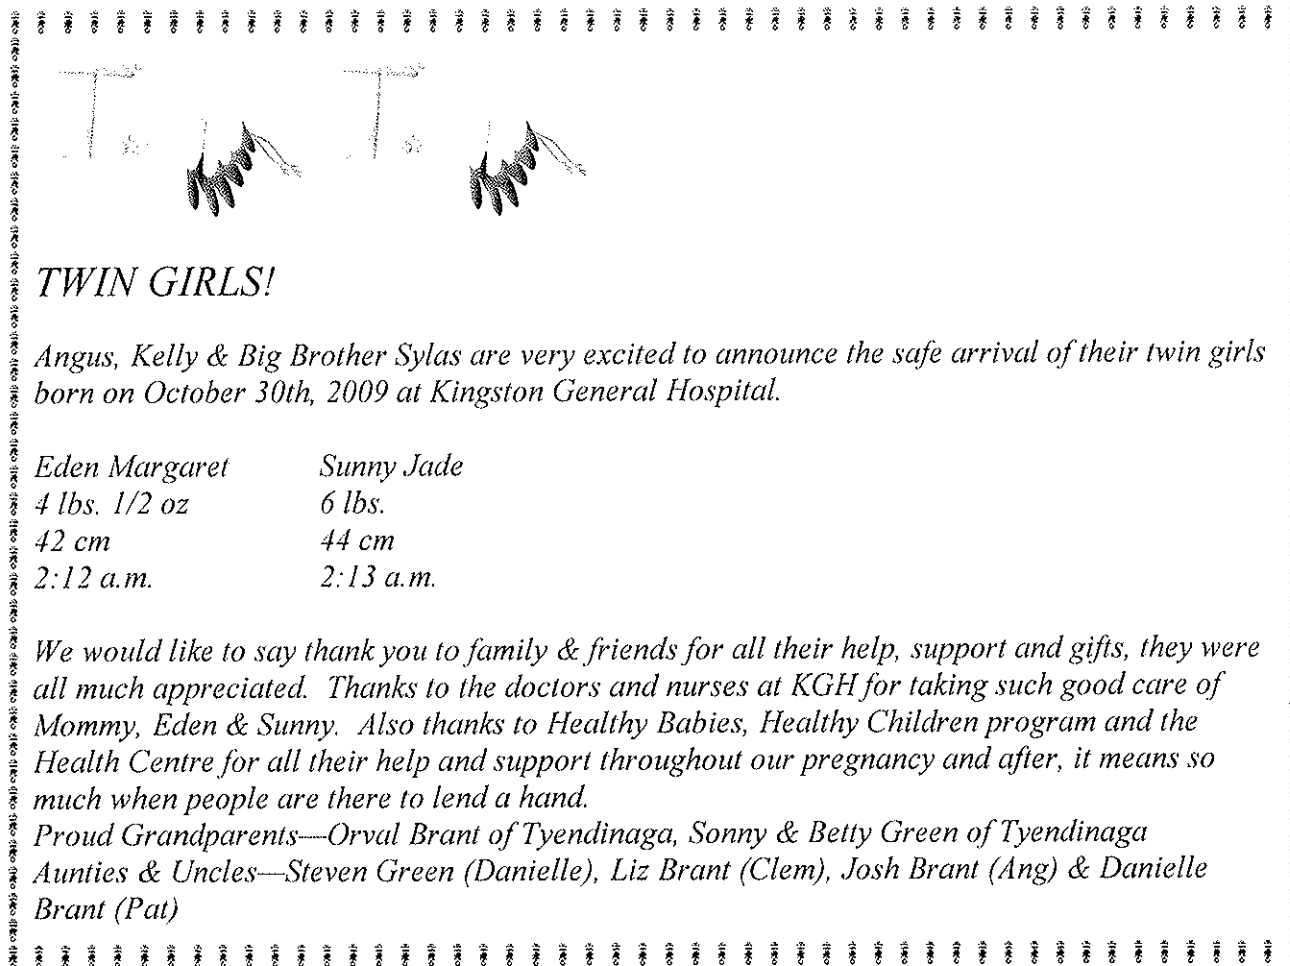 TWIN GIRLS!
Angus, Kelly & Big Brother Sylas are very excited to announce the safe arrival of their twin girls
born on October 30th, 2009 at Kingston General Hospital.
Eden Margaret Sunny Jade
4 lbs. 1/2 oz 6 lbs.
42 cm 44 cm
2:12 a.m. 2:13 a.m.
We would like to say thank you to family & friends for all their help, support and gifts, they were
all much appreciated. Thanks to the doctors and nurses at KGH for taking such good care of
Mommy, Eden & Sunny. Also thanks to Healthy Babies, Healthy Children program and the
Health Centre for all their help and support throughout our pregnancy and after, it means so
much when people are there to lend a hand.
Proud Grandparents—Orval Brant of Tyendinaga, Sonny & Betty Green of Tyendinaga
Aunties & Uncles—Steven Green (Danielle), Liz Brant (Clem), Josh Brant (Ang) & Danielle
Brant (Pat)